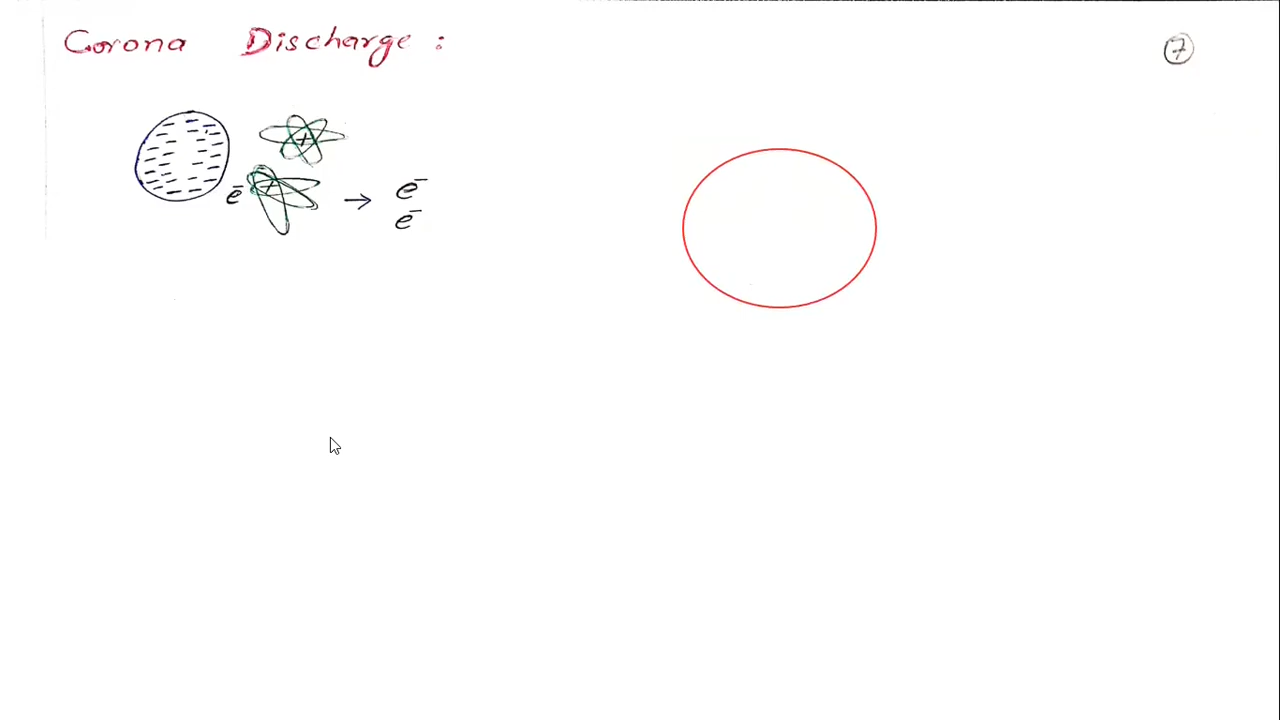 Corona Discharge :
7
+
e⁻ + → e⁻
e⁻